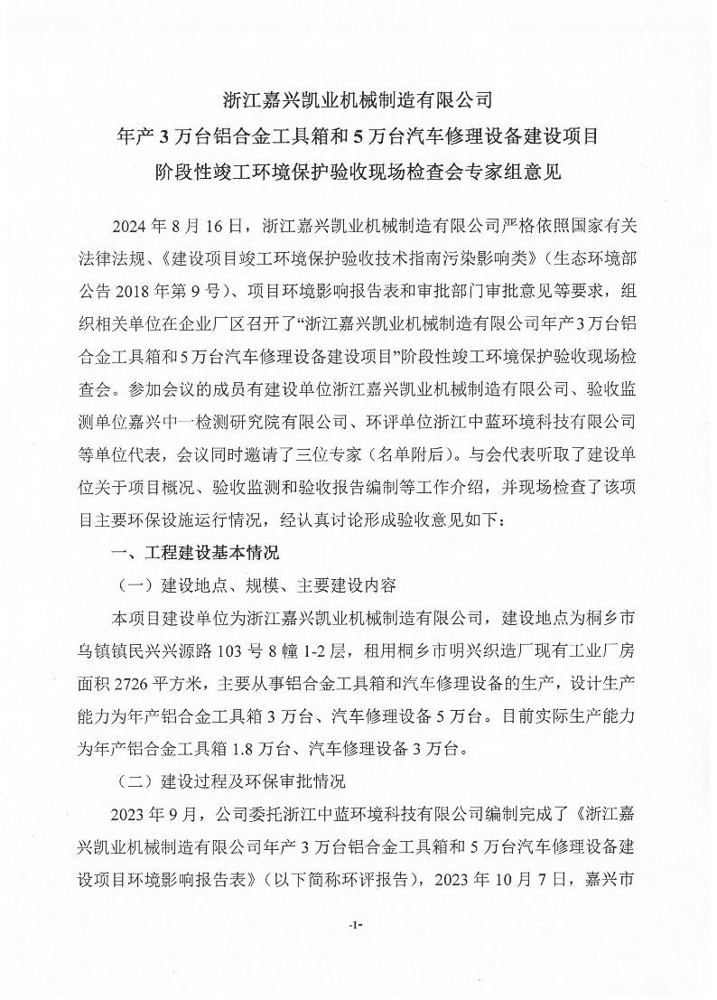 浙江嘉兴凯业机械制造有限公司
年产 3 万台铝合金工具箱和 5 万台汽车修理设备建设项目
阶段性竣工环境保护验收现场检查会专家组意见
2024 年 8 月 16 日，浙江嘉兴凯业机械制造有限公司严格依照国家有关
法律法规、《建设项目竣工环境保护验收技术指南污染影响类》（生态环境部
公告 2018 年第 9 号）、项目环境影响报告表和审批部门审批意见等要求，组
织相关单位在企业厂区召开了“浙江嘉兴凯业机械制造有限公司年产3万台铝
合金工具箱和5万台汽车修理设备建设项目”阶段性竣工环境保护验收现场检
查会。参加会议的成员有建设单位浙江嘉兴凯业机械制造有限公司、验收监
测单位嘉兴中一检测研究院有限公司、环评单位浙江中蓝环境科技有限公司
等单位代表，会议同时邀请了三位专家（名单附后）。与会代表听取了建设单
位关于项目概况、验收监测和验收报告编制等工作介绍，并现场检查了该项
目主要环保设施运行情况，经认真讨论形成验收意见如下：
一、工程建设基本情况
（一）建设地点、规模、主要建设内容
本项目建设单位为浙江嘉兴凯业机械制造有限公司，建设地点为桐乡市
乌镇镇民兴兴源路 103 号 8 幢 1-2 层，租用桐乡市明兴织造厂现有工业厂房
面积 2726 平方米，主要从事铝合金工具箱和汽车修理设备的生产，设计生产
能力为年产铝合金工具箱 3 万台、汽车修理设备 5 万台。目前实际生产能力
为年产铝合金工具箱 1.8 万台、汽车修理设备 3 万台。
（二）建设过程及环保审批情况
2023 年 9 月，公司委托浙江中蓝环境科技有限公司编制完成了《浙江嘉
兴凯业机械制造有限公司年产 3 万台铝合金工具箱和 5 万台汽车修理设备建
设项目环境影响报告表》（以下简称环评报告），2023 年 10 月 7 日，嘉兴市
-1-